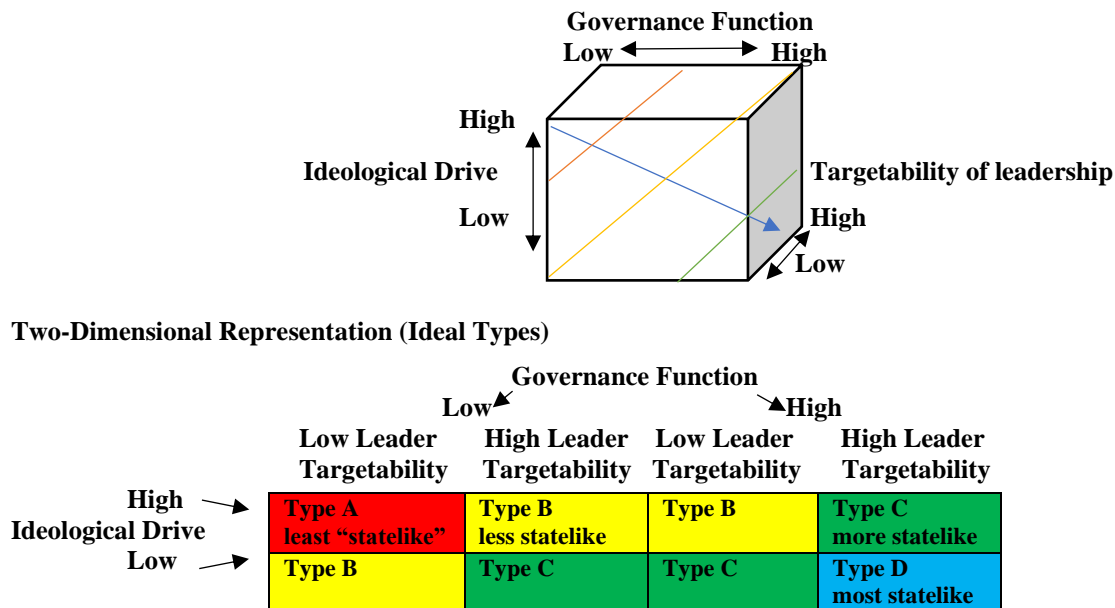 Governance Function
Low High
High
Ideological Drive Targetability of leadership
Low High
Low
Two-Dimensional Representation (Ideal Types)
Governance Function
Low High
Low Leader High Leader Low Leader High Leader
Targetability Targetability Targetability Targetability
High Type A Type B Type B Type C
Ideological Drive least “statelike” less statelike more statelike
Low Type B Type C Type C Type D
most statelike